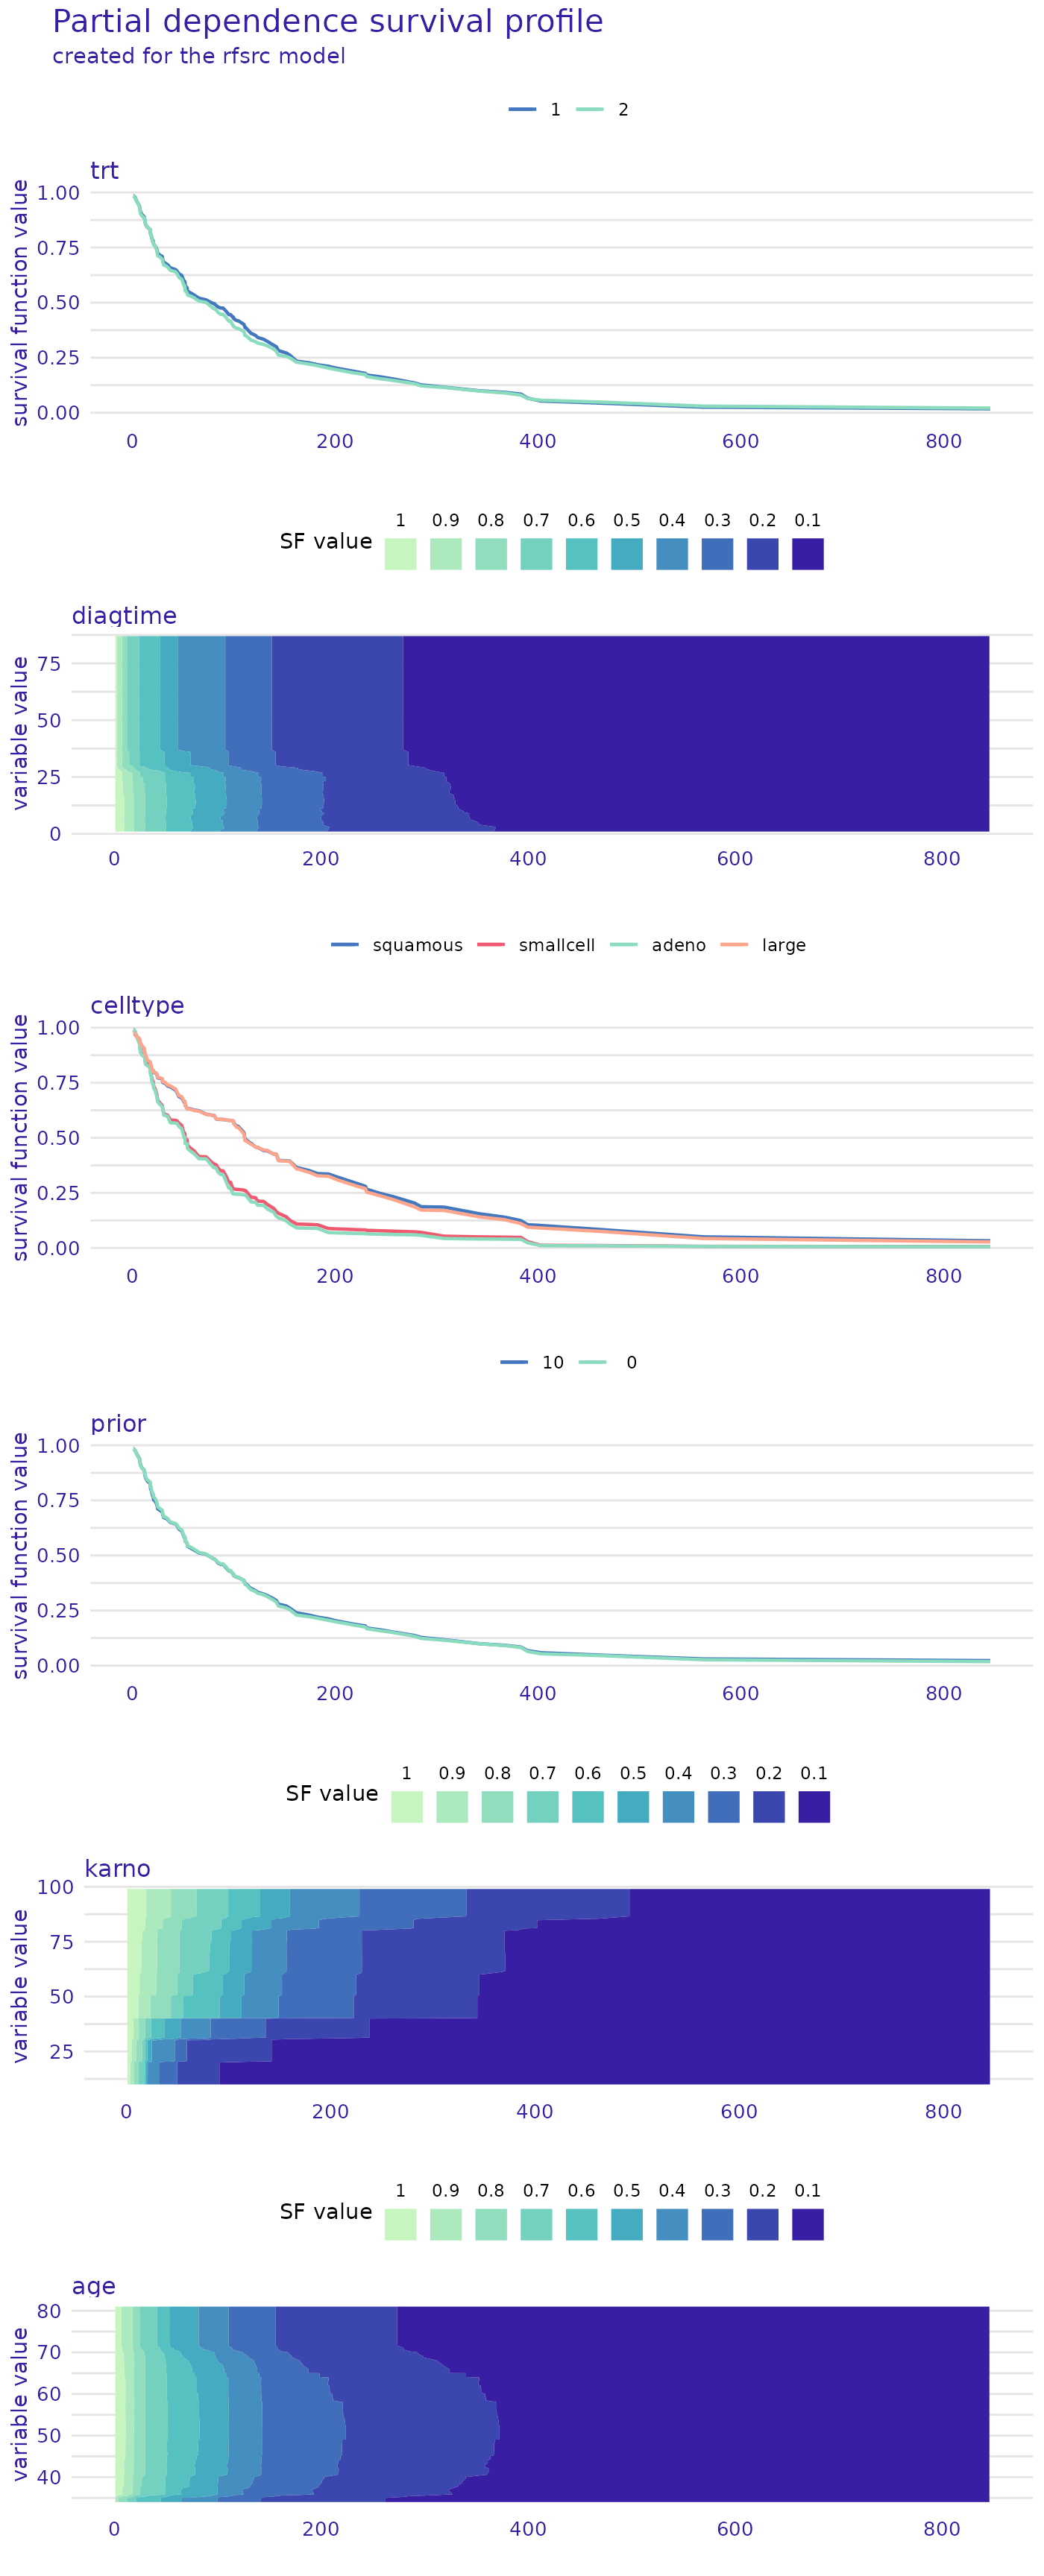 Partial dependence survival profile
created for the rfsrc model
1 2
trt
survival function value
1.00
0.75
0.50
0.25
0.00
0 200 400 600 800
SF value
1 0.9 0.8 0.7 0.6 0.5 0.4 0.3 0.2 0.1
diagtime
variable value
75
50
25
0
0 200 400 600 800
squamous smallcell adeno large
celltype
survival function value
1.00
0.75
0.50
0.25
0.00
0 200 400 600 800
10 0
prior
survival function value
1.00
0.75
0.50
0.25
0.00
0 200 400 600 800
SF value
1 0.9 0.8 0.7 0.6 0.5 0.4 0.3 0.2 0.1
karno
variable value
100
75
50
25
0 200 400 600 800
SF value
1 0.9 0.8 0.7 0.6 0.5 0.4 0.3 0.2 0.1
age
variable value
80
70
60
50
40
0 200 400 600 800